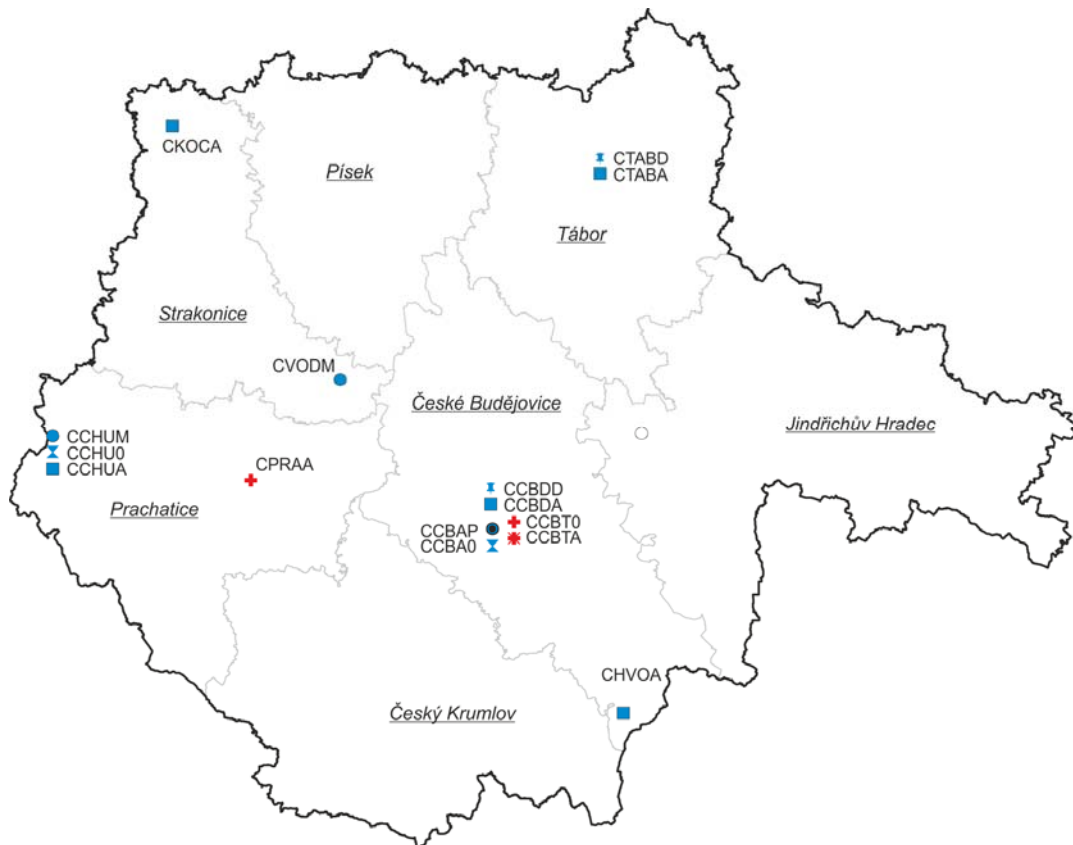 CKOCA
Písek
CTABD
CTABA
Tábor
Strakonice
CVODM
České Budějovice
Jindřichův Hradec
CCHUM
CCHU0
CCHUA
CPRAA
Prachatice
CCBDD
CCBDA
CCBAP
CCBT0
CCBA0
CCBTA
CHVOA
Český Krumlov